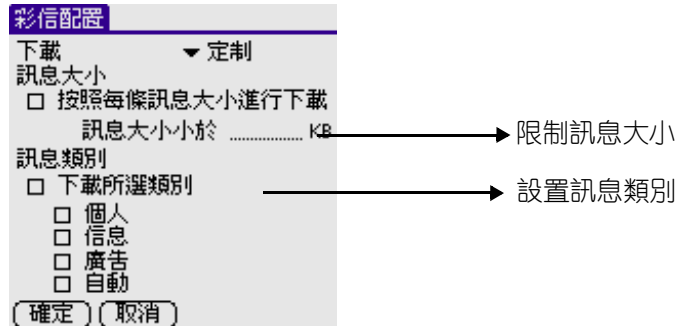 彩信配置
下載 定制
訊息大小
按照每條訊息大小進行下載
訊息大小小於 ............... KB
限制訊息大小
訊息類別
下載所選類別
設置訊息類別
個人
信息
廣告
自動
確定 取消